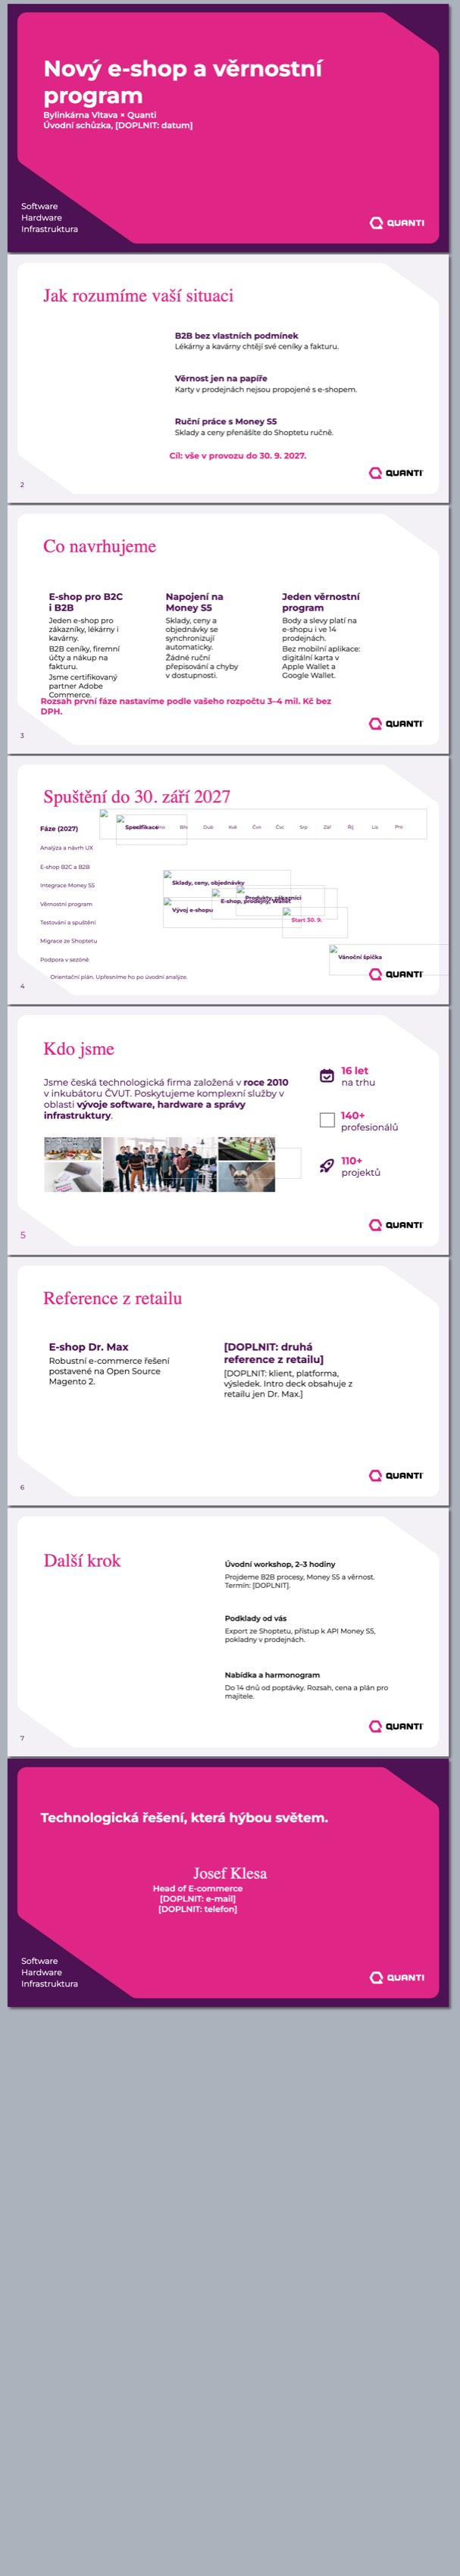 Nový e-shop a věrnostní
program
Bylinkárna Vltava × Quanti
Úvodní schůzka, [DOPLNIT: datum]
Software
Hardware
Infrastruktura
QUANTI
Jak rozumíme vaší situaci
B2B bez vlastních podmínek
Lékárny a kavárny chtějí své ceníky a fakturu.
Věrnost jen na papíře
Karty v prodejnách nejsou propojené s e-shopem.
Ruční práce s Money S5
Sklady a ceny přenášíte do Shoptetu ručně.
Cíl: vše v provozu do 30. 9. 2027.
QUANTI
2
Co navrhujeme
E-shop pro B2C
i B2B
Jeden e-shop pro
zákazníky, lékárny i
kavárny.
B2B ceníky, firemní
účty a nákup na
fakturu.
Jsme certifikovaný
partner Adobe
Commerce.
Napojení na
Money S5
Sklady, ceny a
objednávky se
synchronizují
automaticky.
Žádné ruční
přepisování a chyby
v dostupnosti.
Jeden věrnostní
program
Body a slevy platí na
e-shopu i ve 14
prodejnách.
Bez mobilní aplikace:
digitální karta v
Apple Wallet a
Google Wallet.
Rozsah první fáze nastavíme podle vašeho rozpočtu 3–4 mil. Kč bez
DPH.
QUANTI
3
Spuštění do 30. září 2027
Fáze (2027)
Specifikace
Bře Dub Kvě Čvn Čvc Srp Zář Říj Lis Pro
Analýza a návrh UX
E-shop B2C a B2B
Integrace Money S5
Věrnostní program
Testování a spuštění
Migrace ze Shoptetu
Podpora v sezóně
Sklady, ceny, objednávky
Produkty, zákazníci
E-shop, prodejny, Wallet
Vývoj e-shopu
Start 30. 9.
Vánoční špička
Orientační plán. Upřesníme ho po úvodní analýze.
QUANTI
4
Kdo jsme
Jsme česká technologická firma založená v roce 2010
v inkubátoru ČVUT. Poskytujeme komplexní služby v
oblasti vývoje software, hardware a správy
infrastruktury.
16 let
na trhu
140+
profesionálů
110+
projektů
QUANTI
5
Reference z retailu
E-shop Dr. Max
Robustní e-commerce řešení
postavené na Open Source
Magento 2.
[DOPLNIT: druhá
reference z retailu]
[DOPLNIT: klient, platforma,
výsledek. Intro deck obsahuje z
retailu jen Dr. Max.]
QUANTI
6
Další krok
Úvodní workshop, 2–3 hodiny
Projdeme B2B procesy, Money S5 a věrnost.
Termín: [DOPLNIT].
Podklady od vás
Export ze Shoptetu, přístup k API Money S5,
pokladny v prodejnách.
Nabídka a harmonogram
Do 14 dnů od poptávky. Rozsah, cena a plán pro
majitele.
QUANTI
7
Technologická řešení, která hýbou světem.
Josef Klesa
Head of E-commerce
[DOPLNIT: e-mail]
[DOPLNIT: telefon]
Software
Hardware
Infrastruktura
QUANTI